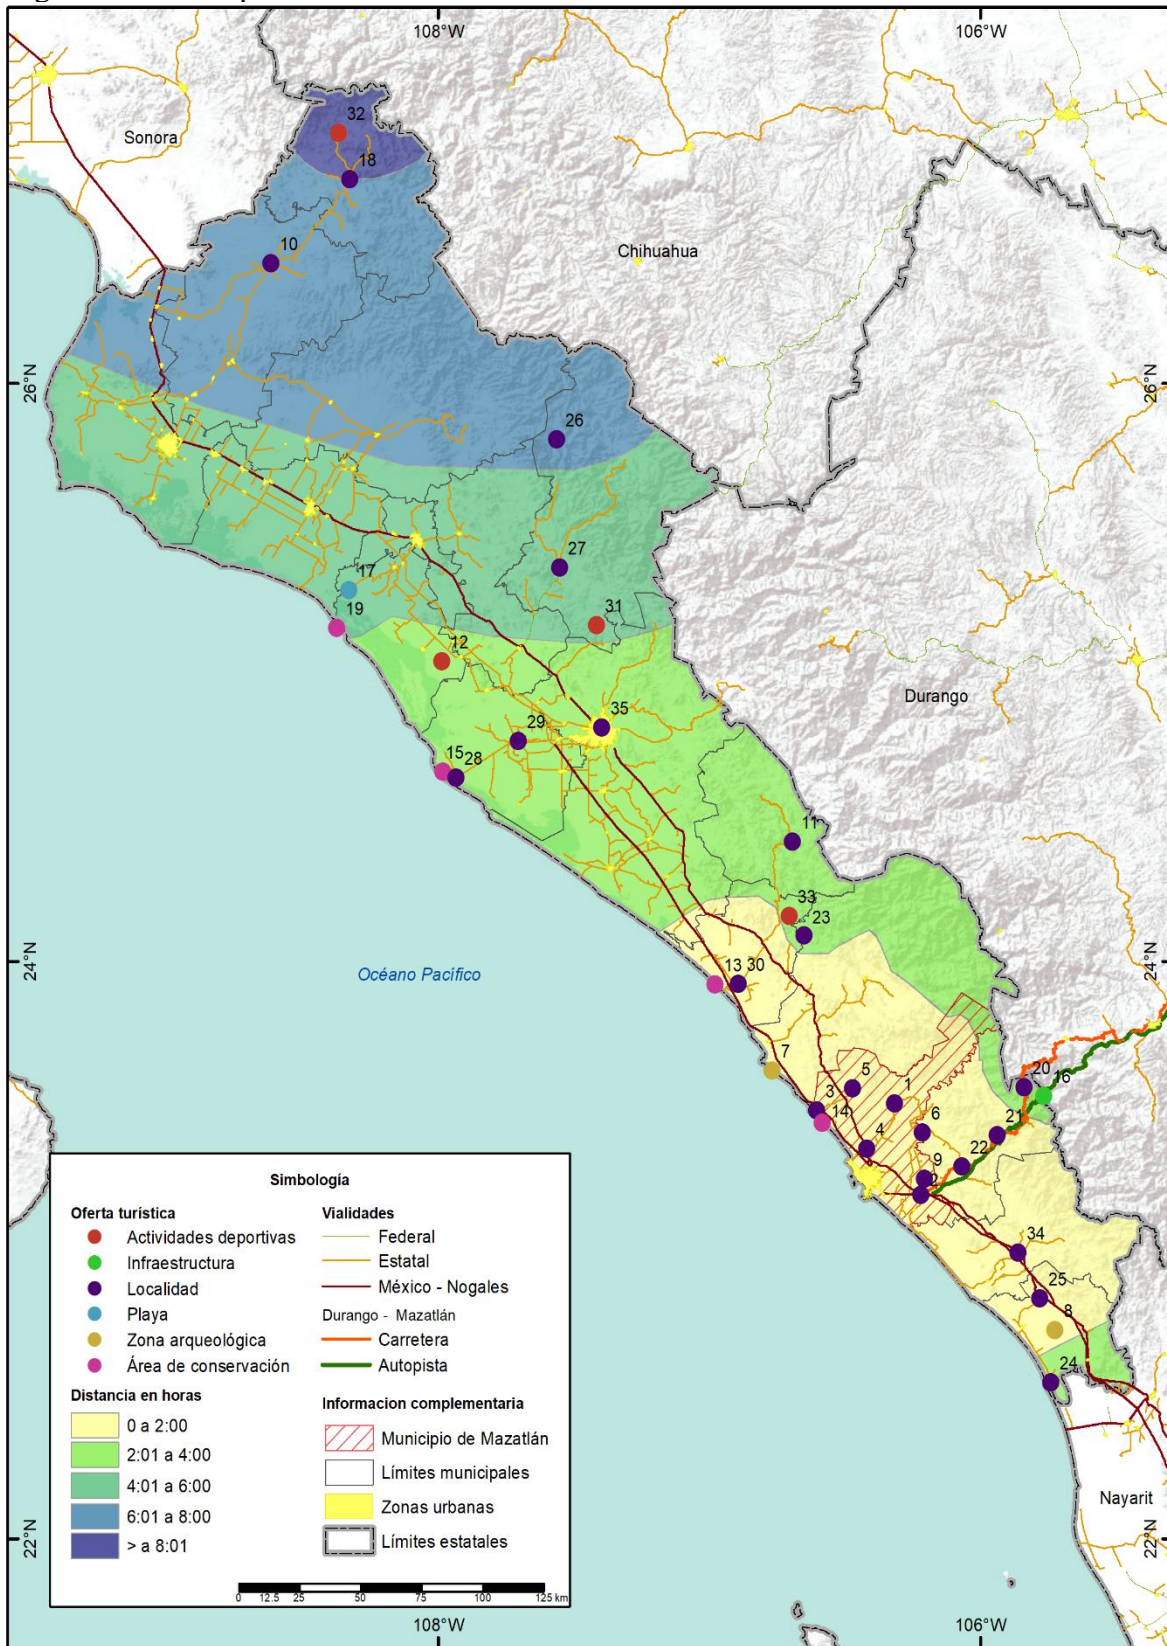 108°W
106°W
Sonora
32
18
Chihuahua
10
26°N
26°N
26
27
17
19
31
12
Durango
35
29
15
28
11
33
23
24°N
24°N
Océano Pacífico
13
30
7
5
1
20
16
3
14
6
21
4
22
9
2
34
25
8
24
Nayarit
22°N
22°N
Simbología
Oferta turística
Actividades deportivas
Infraestructura
Localidad
Playa
Zona arqueológica
Área de conservación
Distancia en horas
0 a 2:00
2:01 a 4:00
4:01 a 6:00
6:01 a 8:00
> a 8:01
Vialidades
Federal
Estatal
México - Nogales
Durango - Mazatlán
Carretera
Autopista
Informacion complementaria
Municipio de Mazatlán
Límites municipales
Zonas urbanas
Límites estatales
0 12.5 25 50 75 100 125 km
108°W
106°W